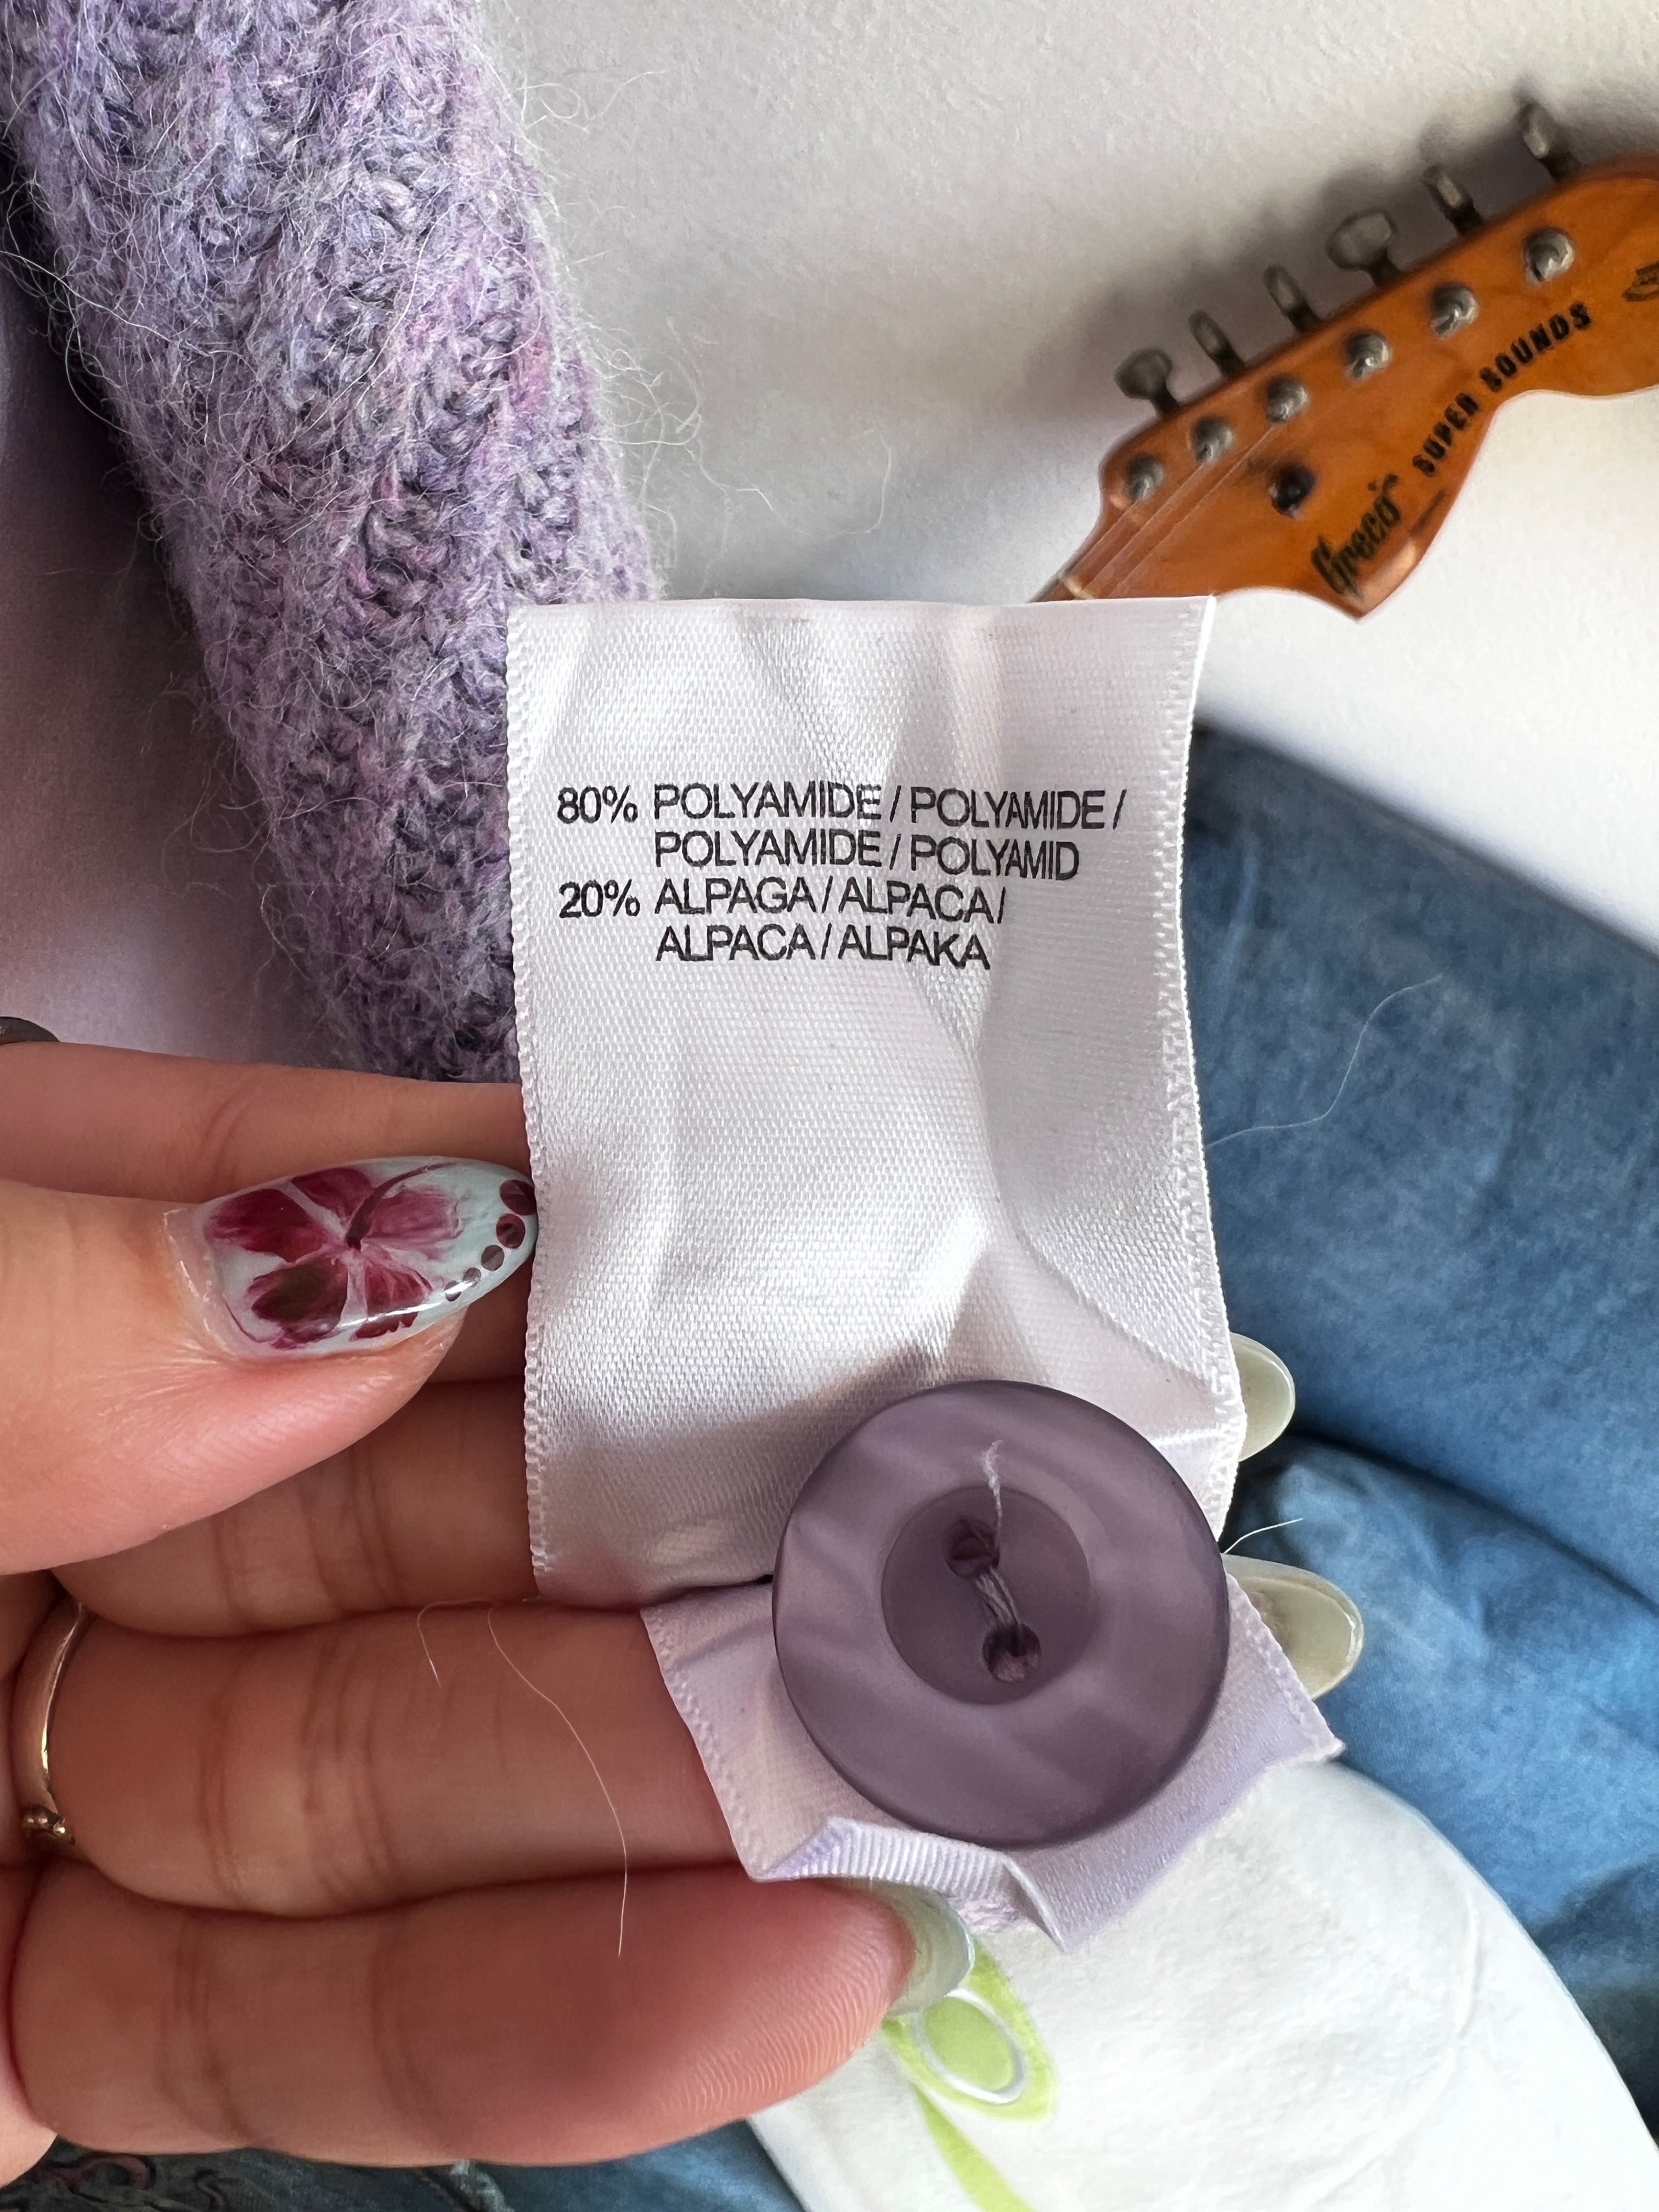 Greco
SUPER SOUNDS
80% POLYAMIDE / POLYAMIDE /
POLYAMIDE / POLYAMID
20% ALPAGA / ALPACA /
ALPACA / ALPAKA